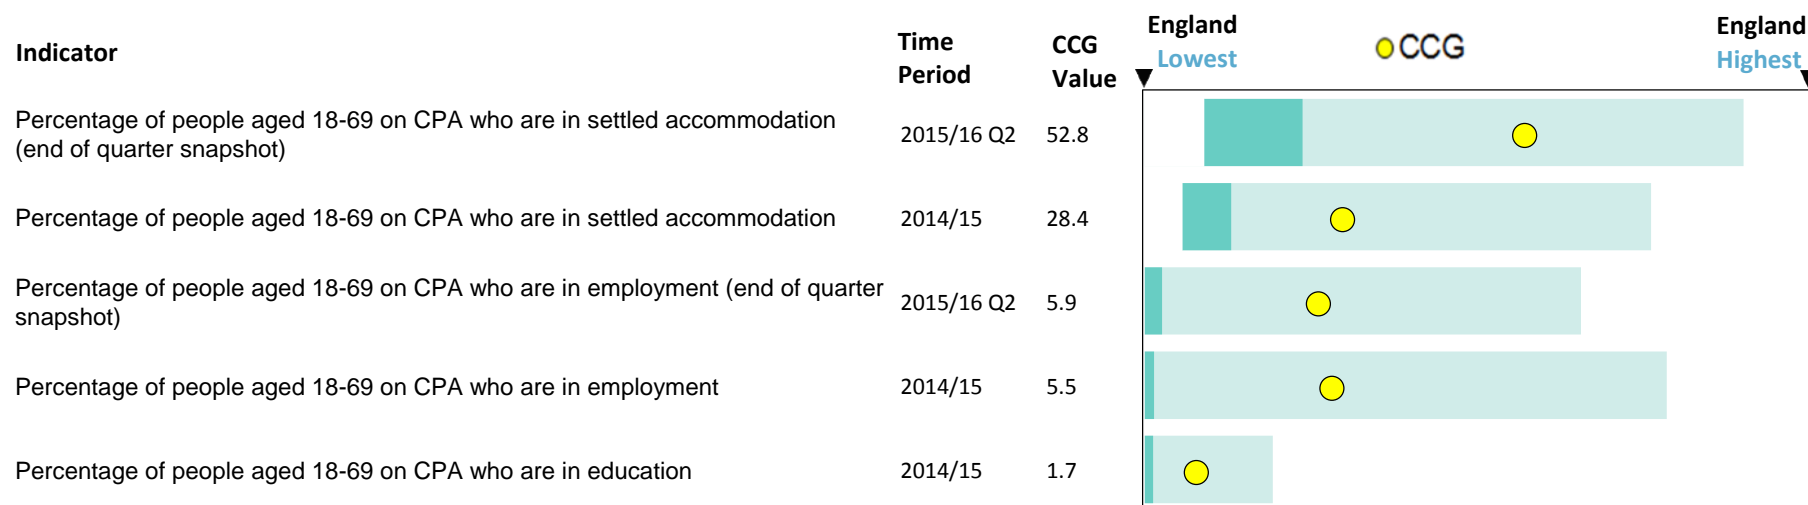 Indicator
Time
Period
CCG
Value
England
Lowest
CCG
England
Highest
Percentage of people aged 18-69 on CPA who are in settled accommodation
(end of quarter snapshot)
2015/16 Q2
52.8
Percentage of people aged 18-69 on CPA who are in settled accommodation
2014/15
28.4
Percentage of people aged 18-69 on CPA who are in employment (end of quarter
snapshot)
2015/16 Q2
5.9
Percentage of people aged 18-69 on CPA who are in employment
2014/15
5.5
Percentage of people aged 18-69 on CPA who are in education
2014/15
1.7